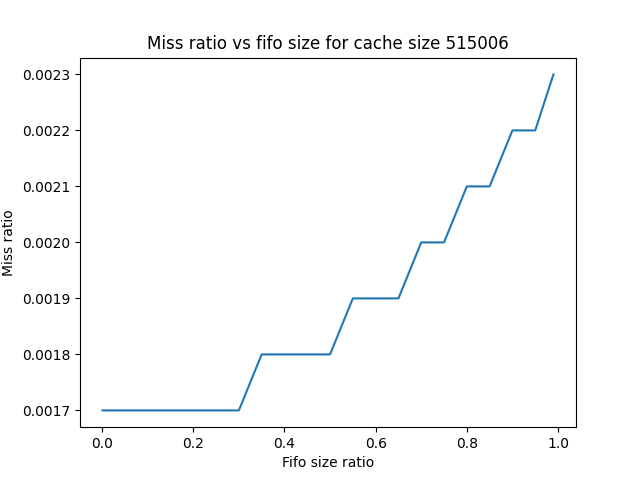 Miss ratio vs fifo size for cache size 515006
0.0023
0.0022
0.0021
0.0020
0.0019
0.0018
0.0017
Miss ratio
0.0 0.2 0.4 0.6 0.8 1.0
Fifo size ratio